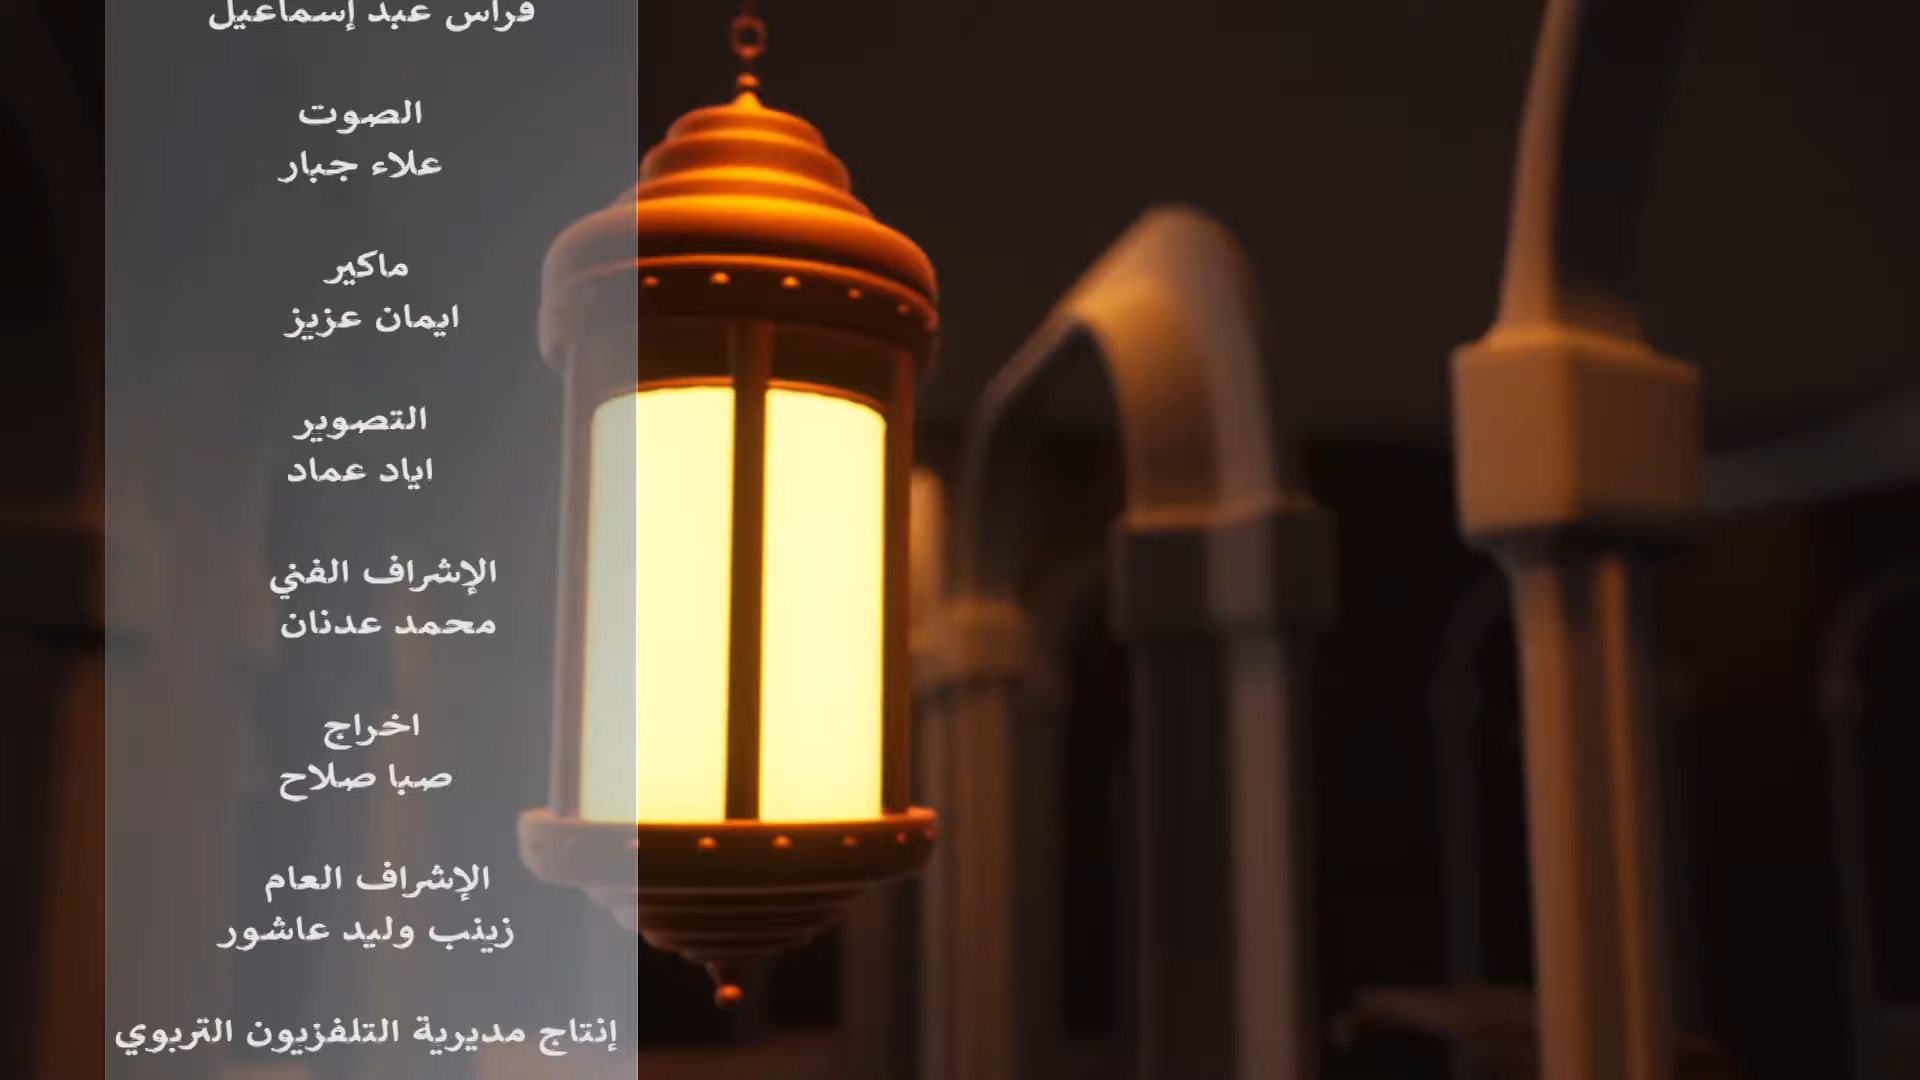 فراس عبد إسماعيل
الصوت
علاء جبار
ماكير
ايمان عزيز
التصوير
اياد عماد
الإشراف الفني
محمد عدنان
اخراج
صبا صلاح
الإشراف العام
زينب وليد عاشور
إنتاج مديرية التلفزيون التربوي